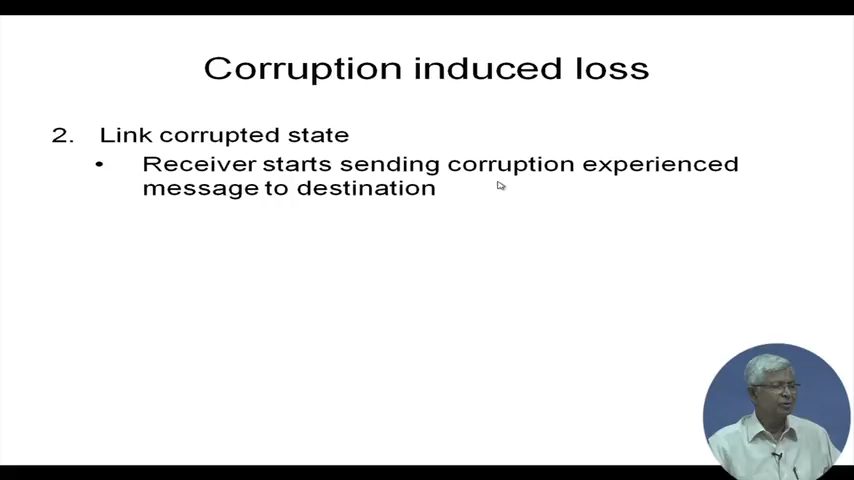 Corruption induced loss
2. Link corrupted state
• Receiver starts sending corruption experienced
message to destination